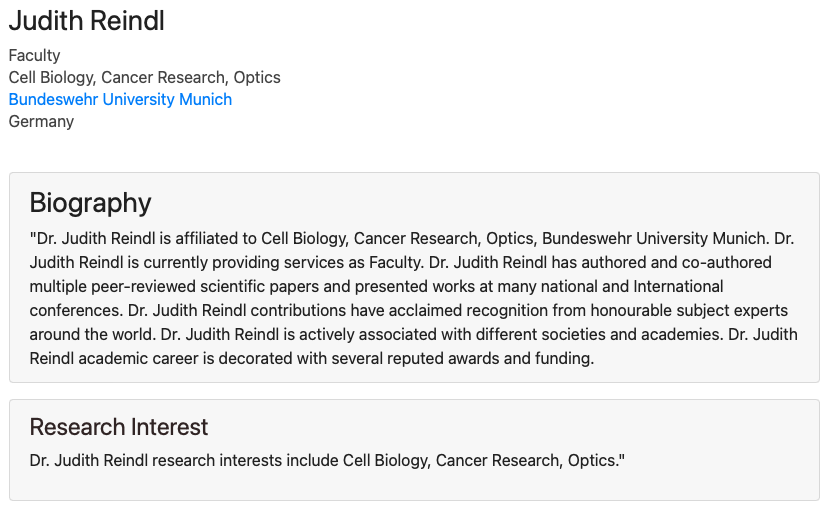 Judith Reindl
Faculty
Cell Biology, Cancer Research, Optics
Bundeswehr University Munich
Germany
Biography
"Dr. Judith Reindl is affiliated to Cell Biology, Cancer Research, Optics, Bundeswehr University Munich. Dr.
Judith Reindl is currently providing services as Faculty. Dr. Judith Reindl has authored and co-authored
multiple peer-reviewed scientific papers and presented works at many national and International
conferences. Dr. Judith Reindl contributions have acclaimed recognition from honourable subject experts
around the world. Dr. Judith Reindl is actively associated with different societies and academies. Dr. Judith
Reindl academic career is decorated with several reputed awards and funding.
Research Interest
Dr. Judith Reindl research interests include Cell Biology, Cancer Research, Optics."